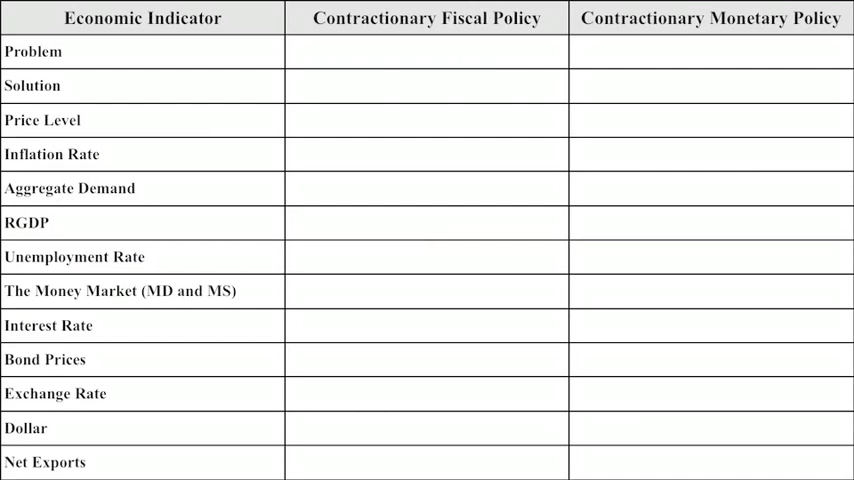 Economic Indicator Contractionary Fiscal Policy Contractionary Monetary Policy
Problem
Solution
Price Level
Inflation Rate
Aggregate Demand
RGDP
Unemployment Rate
The Money Market (MD and MS)
Interest Rate
Bond Prices
Exchange Rate
Dollar
Net Exports